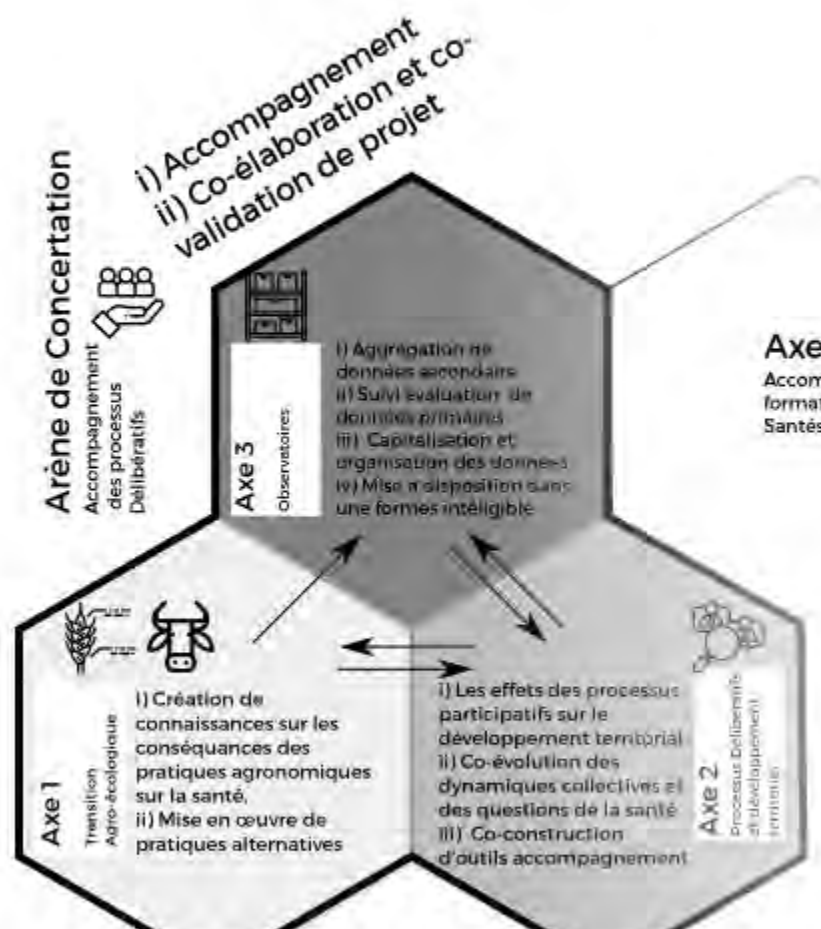 i) Accompagnement
ii) Co-élaboration et co-
validation de projet
Arène de Concertation
Accompagnement
des processus
Délibératifs
Axe 3
Observatoires
i) Aggrégation de
données secondaire
ii) Suivi évaluation de
données primaires
iii) Capitalisation et
organisation des données
iv) Mise à disposition sans
une formes intéligible
Axe
Accom
format
Santés
Axe 1
Transition
Agro-écologique
i) Création de
connaissances sur les
conséquances des
pratiques agronomiques
sur la santé,
ii) Mise en œuvre de
pratiques alternatives
i) Les effets des processus
participatifs sur le
développement territorial
ii) Co-évolution des
dynamiques collectives et
des questions de la santé
iii) Co-construction
d'outils accompagnement
Axe 2
Processus Délibératifs
et développement
territorial